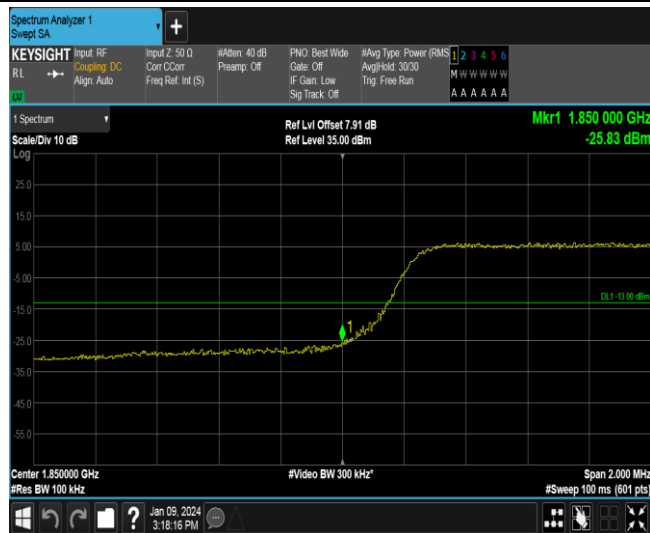 Spectrum Analyzer 1
Swept SA
KEYSIGHT
RL
Input: RF
Coupling: DC
Align: Auto
Input Z: 50 Ω
Corr CCorr
Freq Ref: Int (S)
#Atten: 40 dB
Preamp: Off
PNO: Best Wide
Gate: Off
IF Gain: Low
Sig Track: Off
#Avg Type: Power (RMS
Avg|Hold: 30/30
Trig: Free Run
1 2 3 4 5 6
M W W W W W
A A A A A A
1 Spectrum
Scale/Div 10 dB
Log
Ref Lvl Offset 7.91 dB
Ref Level 35.00 dBm
Mkr1 1.850 000 GHz
-25.83 dBm
25.0
15.0
5.00
-5.00
DL1 -13.00 dBm
-15.0
1
-25.0
-35.0
-45.0
-55.0
Center 1.850000 GHz
#Video BW 300 kHz*
Span 2.000 MHz
#Res BW 100 kHz
#Sweep 100 ms (601 pts)
?
Jan 09, 2024
3:18:16 PM